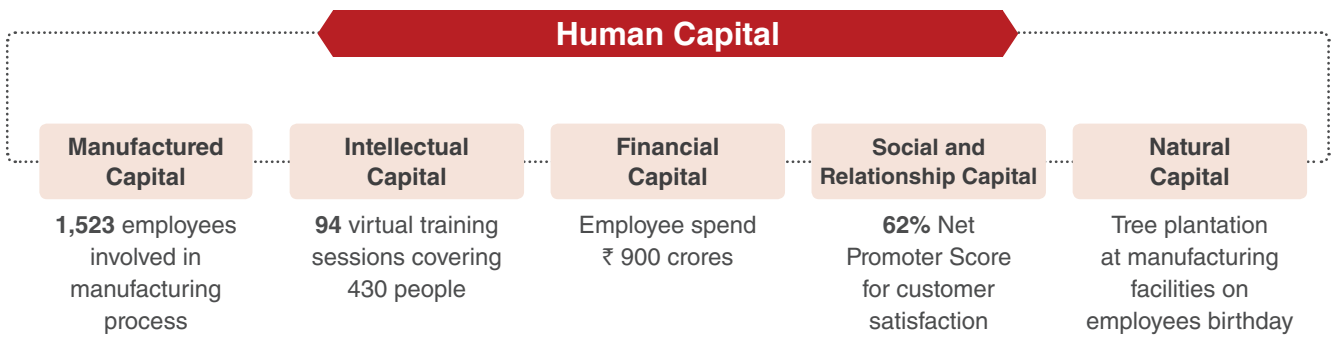 Human Capital
Manufactured
Capital
1,523 employees
involved in
manufacturing
process
Intellectual
Capital
94 virtual training
sessions covering
430 people
Financial
Capital
Employee spend
₹ 900 crores
Social and
Relationship Capital
62% Net
Promoter Score
for customer
satisfaction
Natural
Capital
Tree plantation
at manufacturing
facilities on
employees birthday